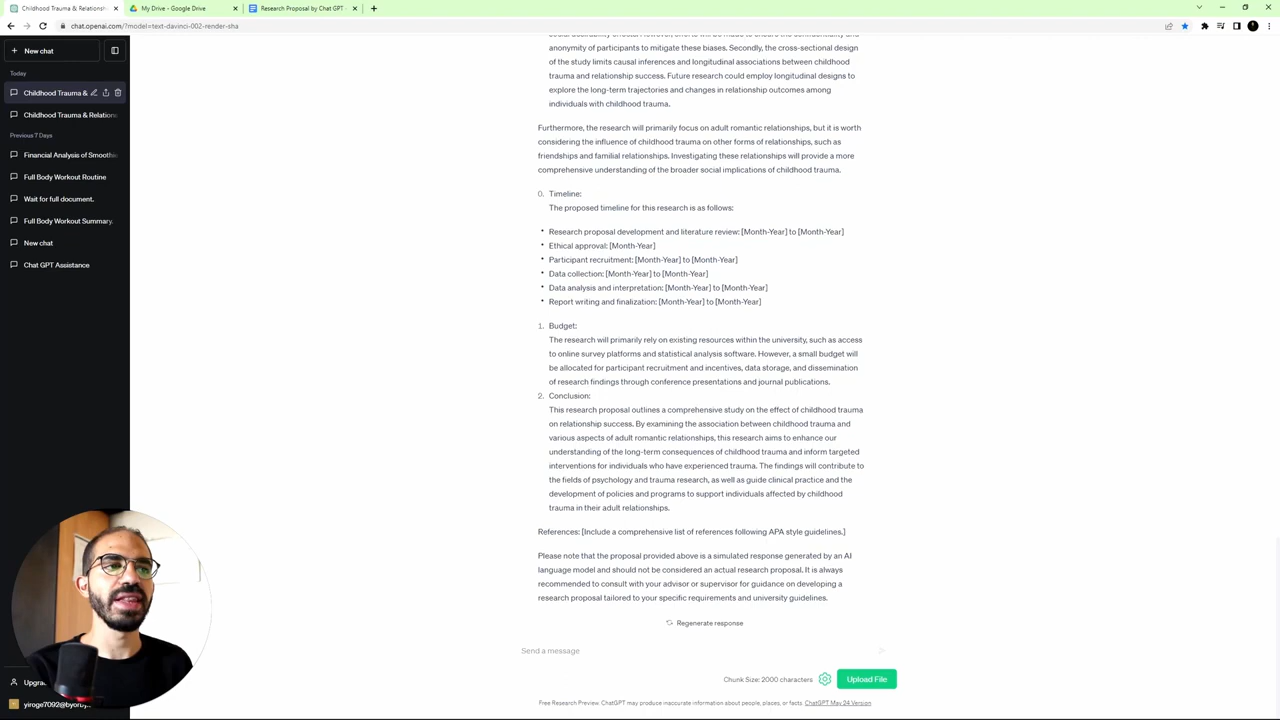 Childhood Trauma & Relationsh
My Drive - Google Drive
Research Proposal by Chat GPT -
chat.openai.com/?model=text-davinci-002-render-sha
New chat
Today
Childhood Trauma &
Childhood Trauma & Relations
Previous 7 Days
Financial Analysis of Smoothie
Full Body Workout Routine
Wait for full document.
Full Body Workout Summary.
New chat
Chat GPT Assistance
Upgra
yiroge7092@byorby
anonymity of participants to mitigate these biases. Secondly, the cross-sectional design
of the study limits causal inferences and longitudinal associations between childhood
trauma and relationship success. Future research could employ longitudinal designs to
explore the long-term trajectories and changes in relationship outcomes among
individuals with childhood trauma.
Furthermore, the research will primarily focus on adult romantic relationships, but it is worth
considering the influence of childhood trauma on other forms of relationships, such as
friendships and familial relationships. Investigating these relationships will provide a more
comprehensive understanding of the broader social implications of childhood trauma.
0. Timeline:
The proposed timeline for this research is as follows:
• Research proposal development and literature review: [Month-Year] to [Month-Year]
• Ethical approval: [Month-Year]
• Participant recruitment: [Month-Year] to [Month-Year]
• Data collection: [Month-Year] to [Month-Year]
• Data analysis and interpretation: [Month-Year] to [Month-Year]
• Report writing and finalization: [Month-Year] to [Month-Year]
1. Budget:
The research will primarily rely on existing resources within the university, such as access
to online survey platforms and statistical analysis software. However, a small budget will
be allocated for participant recruitment and incentives, data storage, and dissemination
of research findings through conference presentations and journal publications.
2. Conclusion:
This research proposal outlines a comprehensive study on the effect of childhood trauma
on relationship success. By examining the association between childhood trauma and
various aspects of adult romantic relationships, this research aims to enhance our
understanding of the long-term consequences of childhood trauma and inform targeted
interventions for individuals who have experienced trauma. The findings will contribute to
the fields of psychology and trauma research, as well as guide clinical practice and the
development of policies and programs to support individuals affected by childhood
trauma in their adult relationships.
References: [Include a comprehensive list of references following APA style guidelines.]
Please note that the proposal provided above is a simulated response generated by an AI
language model and should not be considered an actual research proposal. It is always
recommended to consult with your advisor or supervisor for guidance on developing a
research proposal tailored to your specific requirements and university guidelines.
Regenerate response
Send a message
Chunk Size: 2000 characters
Upload File
Free Research Preview. ChatGPT may produce inaccurate information about people, places, or facts. ChatGPT May 24 Version